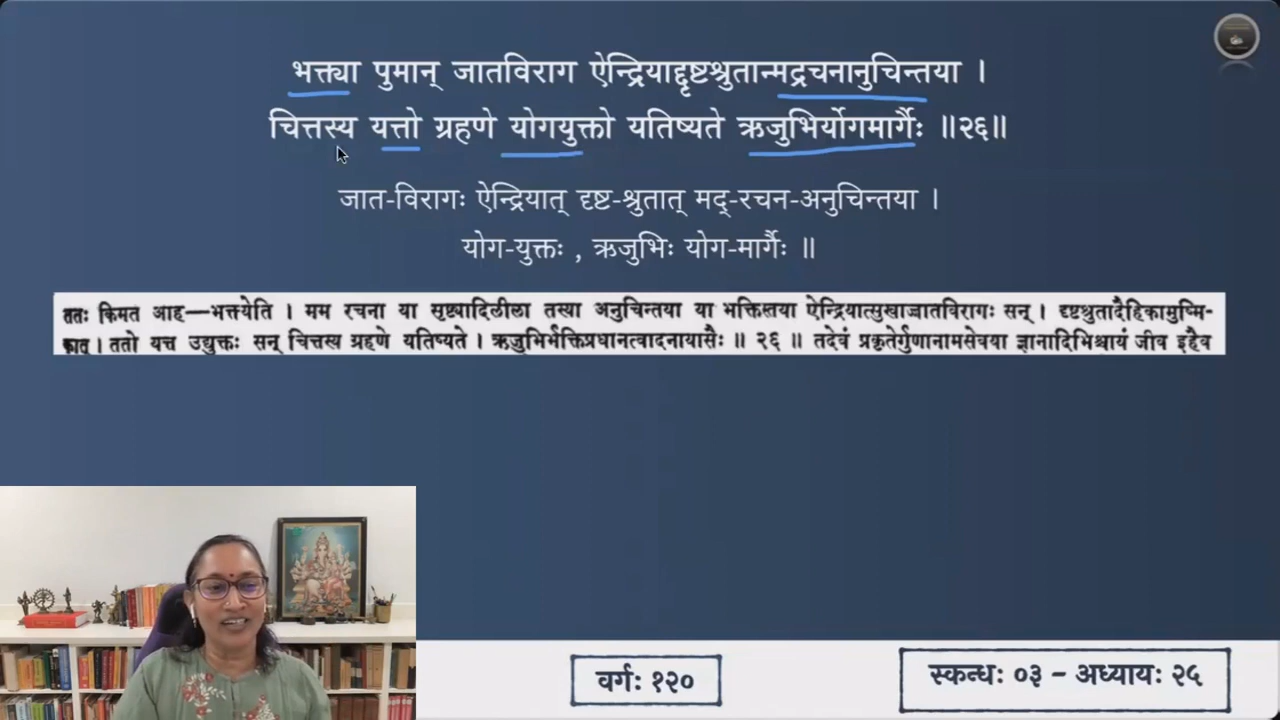 भक्त्या पुमान् जातविराग ऐन्द्रियाद्दृष्टश्रुतान्मद्रचनानुचिन्तया ।
चित्तस्य यत्तो ग्रहणे योगयुक्तो यतिष्यते ऋजुभिर्योगमार्गैः ॥२६॥
जात-विरागः ऐन्द्रियात् दृष्ट-श्रुतात् मद्-रचन-अनुचिन्तया ।
योग-युक्तः , ऋजुभिः योग-मार्गैः ॥
ततः किमत आह—भक्तयेति । मम रचना या सृष्ट्यादिलीला तस्या अनुचिन्तया या भक्तिस्तया ऐन्द्रियात्सुखाज्जातविरागः सन् । दृष्टश्रुतादैहिकामुष्मि-
कात् । ततो यत्त उद्युक्तः सन् चित्तस्य ग्रहणे यतिष्यते । ऋजुभिर्भक्तिप्रधानत्वादनायासैः ॥ २६ ॥ तदेवं प्रकृतेर्गुणानामसेवया ज्ञानादिभिश्चायं जीव इहैव
वर्गः १२०
स्कन्धः ०३ - अध्यायः २५